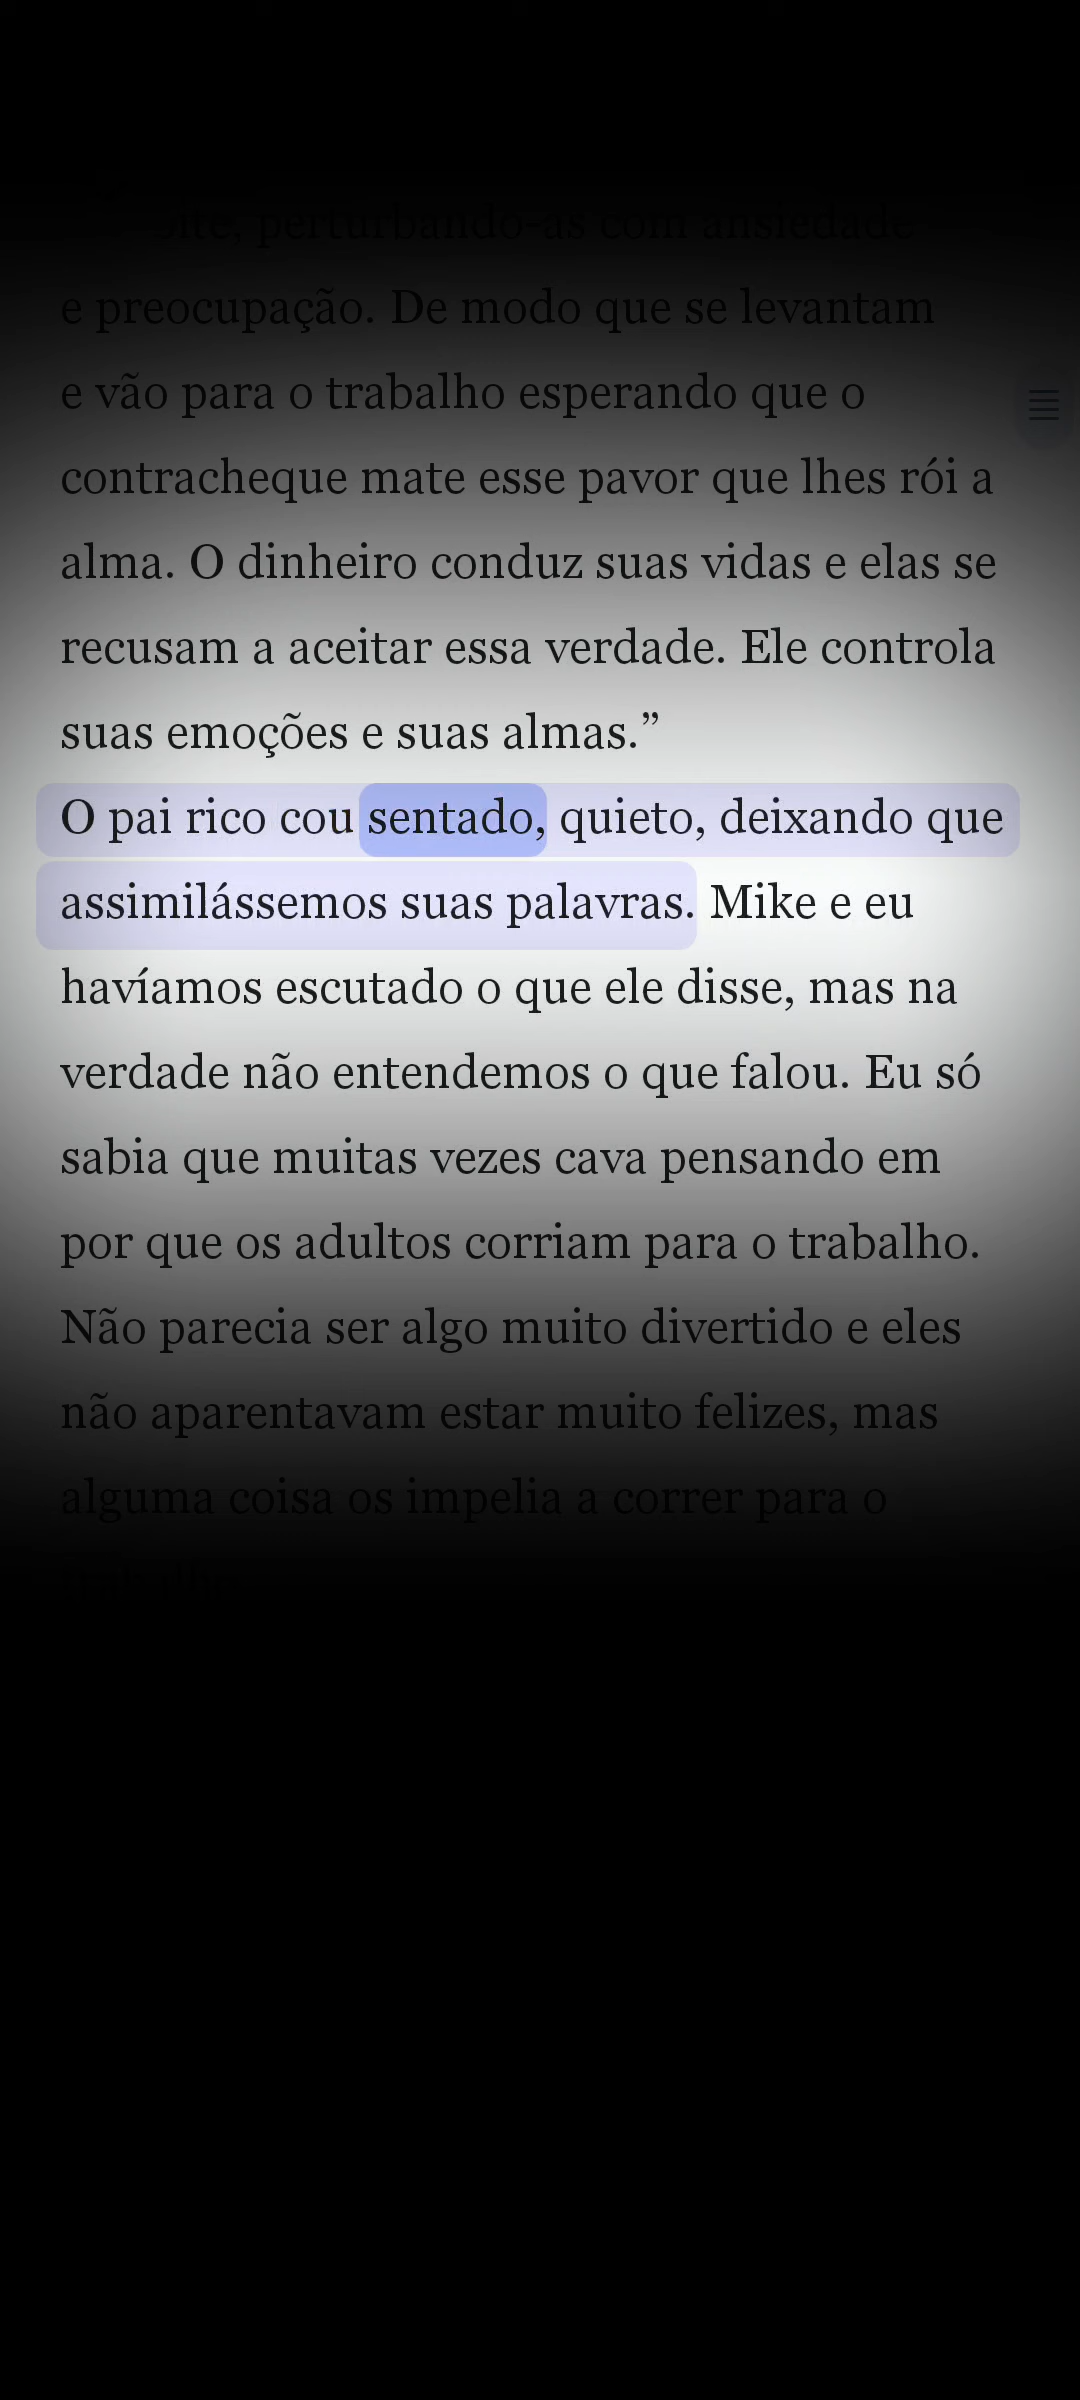 perturbando-as com ansiedade
e preocupação. De modo que se levantam
e vão para o trabalho esperando que o
contracheque mate esse pavor que lhes rói a
alma. O dinheiro conduz suas vidas e elas se
recusam a aceitar essa verdade. Ele controla
suas emoções e suas almas.”
O pai rico cou sentado, quieto, deixando que
assimilássemos suas palavras. Mike e eu
havíamos escutado o que ele disse, mas na
verdade não entendemos o que falou. Eu só
sabia que muitas vezes cava pensando em
por que os adultos corriam para o trabalho.
Não parecia ser algo muito divertido e eles
não aparentavam estar muito felizes, mas
alguma coisa os impelia a correr para o